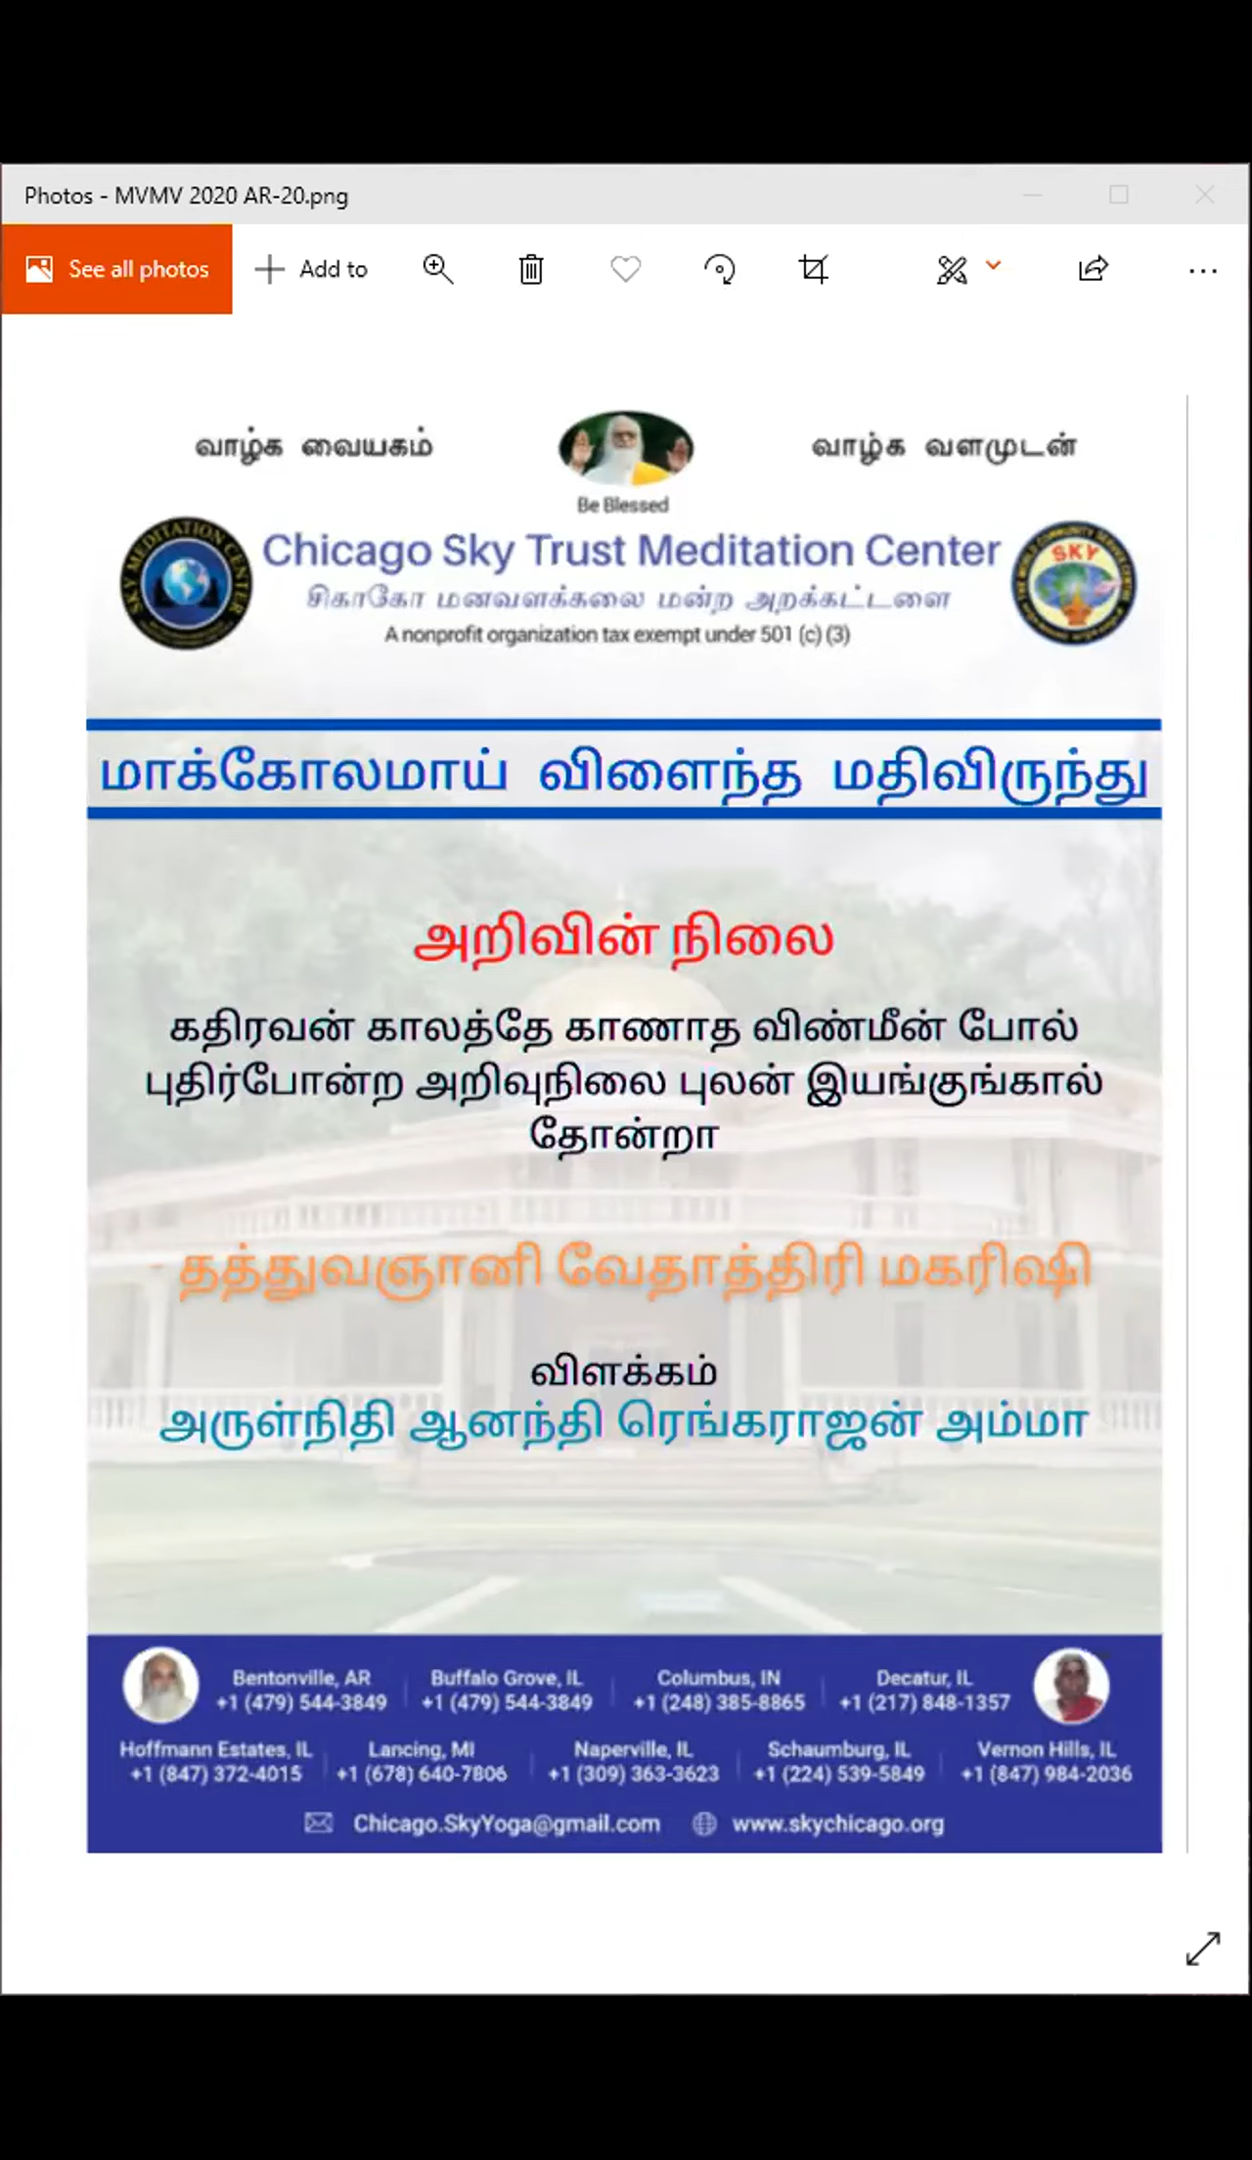 Photos - MVMV 2020 AR-20.png
See all photos
Add to
வாழ்க வையகம்
வாழ்க வளமுடன்
Be Blessed
SKY MEDITATION CENTER
Chicago Sky Trust Meditation Center
SKY
சிகாகோ மனவளக்கலை மன்ற அறக்கட்டளை
A nonprofit organization tax exempt under 501 (c) (3)
மாக்கோலமாய் விளைந்த மதிவிருந்து
அறிவின் நிலை
கதிரவன் காலத்தே காணாத விண்மீன் போல்
புதிர்போன்ற அறிவுநிலை புலன் இயங்குங்கால்
தோன்றா
தத்துவஞானி வேதாத்திரி மகரிஷி
விளக்கம்
அருள்நிதி ஆனந்தி ரெங்கராஜன் அம்மா
Bentonville, AR Buffalo Grove, IL Columbus, IN Decatur, IL
+1 (479) 544-3849 +1 (479) 544-3849 +1 (248) 385-8865 +1 (217) 848-1357
Hoffmann Estates, IL Lancing, MI Naperville, IL Schaumburg, IL Vernon Hills, IL
+1 (847) 372-4015 +1 (678) 640-7806 +1 (309) 363-3623 +1 (224) 539-5849 +1 (847) 984-2036
Chicago.SkyYoga@gmail.com www.skychicago.org